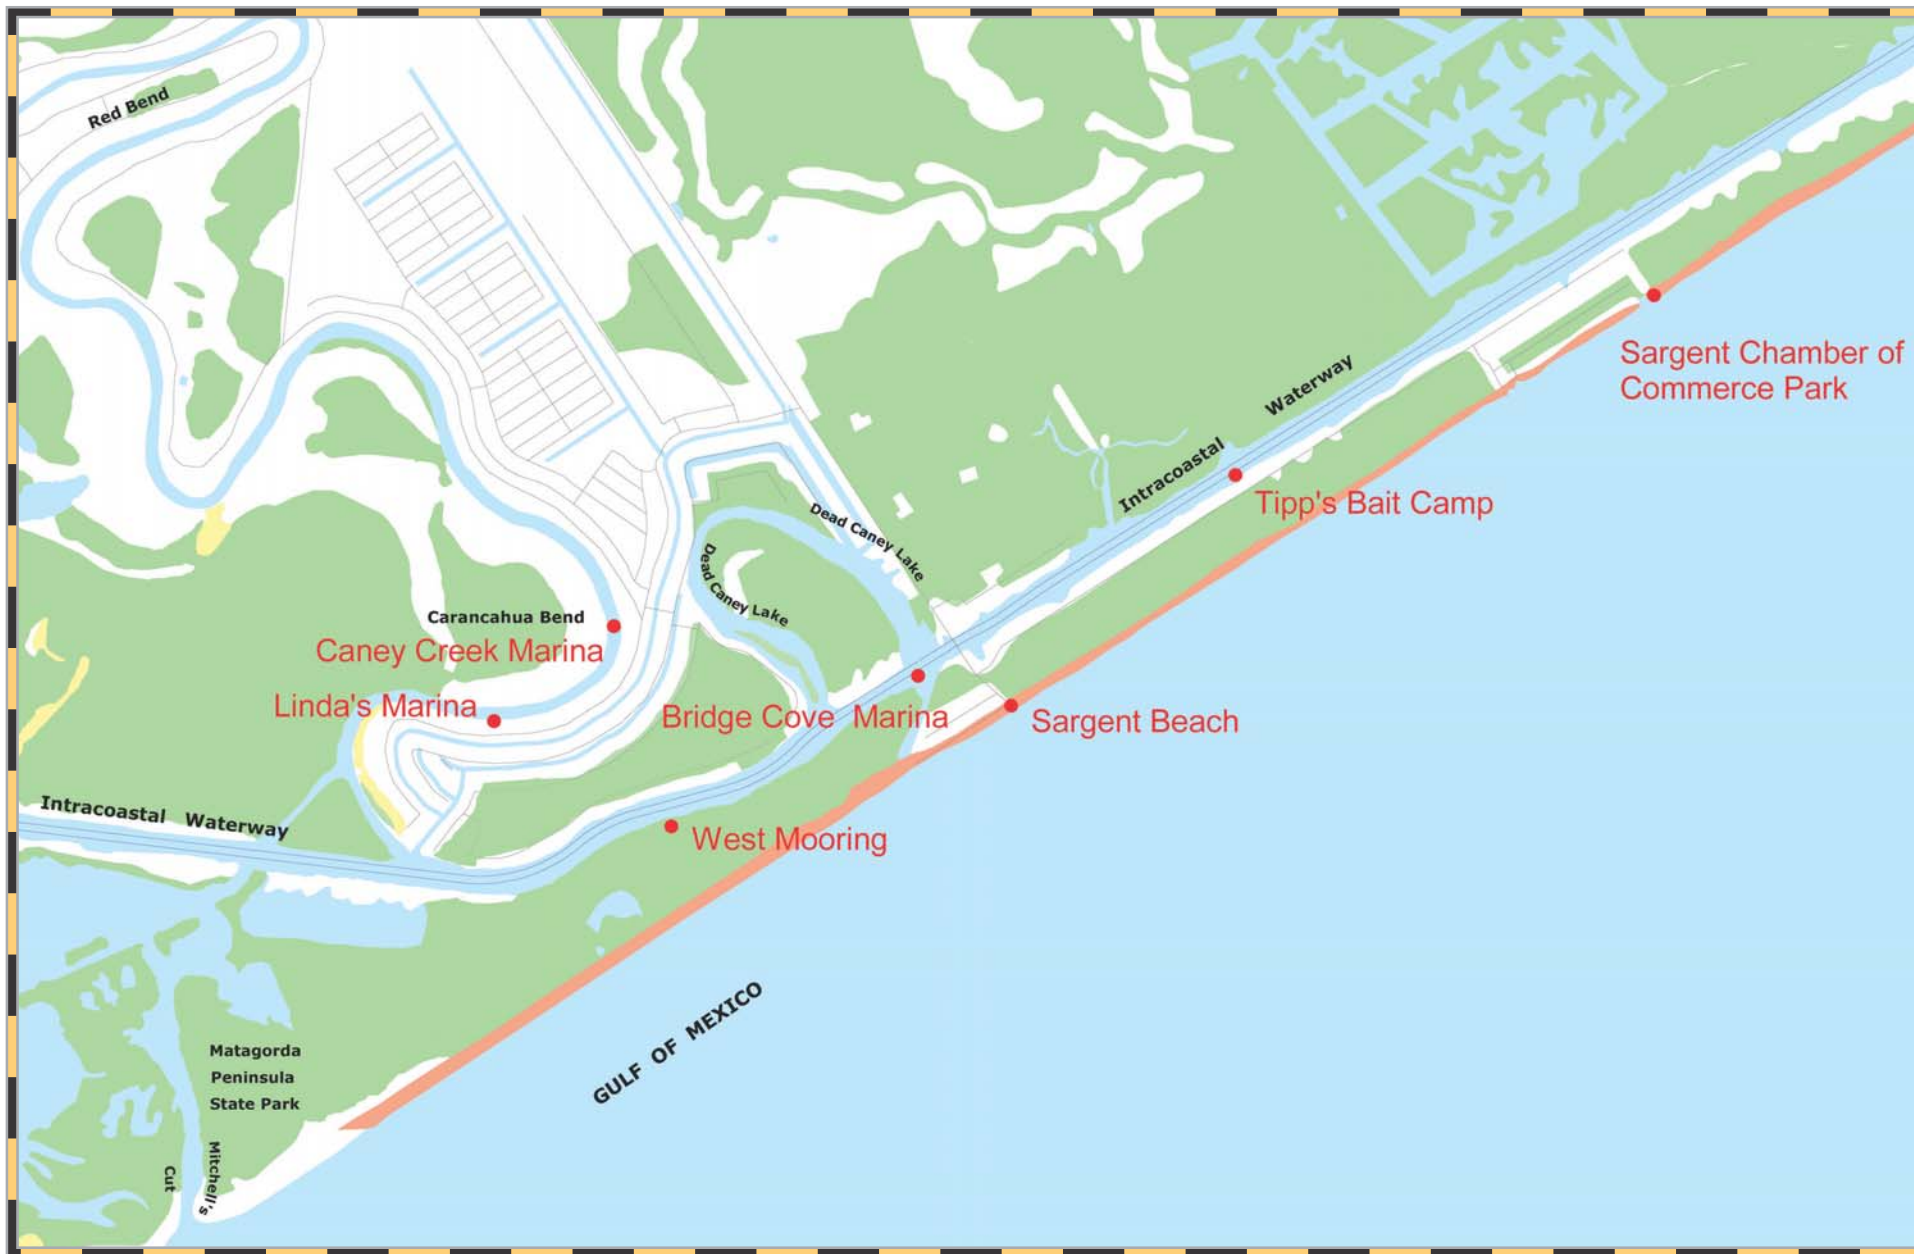 Red Bend
Sargent Chamber of
Commerce Park
Waterway
Intracoastal
Tipp's Bait Camp
Dead Caney Lake
Dead Caney Lake
Carancahua Bend
Caney Creek Marina
Linda's Marina
Bridge Cove Marina
Sargent Beach
Intracoastal Waterway
West Mooring
GULF OF MEXICO
Matagorda
Peninsula
State Park
Mitchell's
Cut